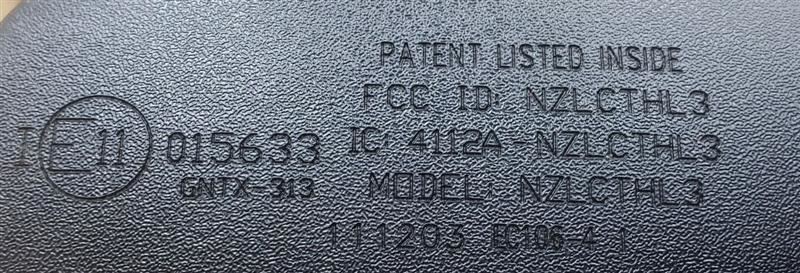 PATENT LISTED INSIDE
FCC ID: NZLCTHL3
I E11 015633 IC: 4112A-NZLCTHL3
GNTX-313 MODEL: NZLCTHL3
111203 EC106-4 1